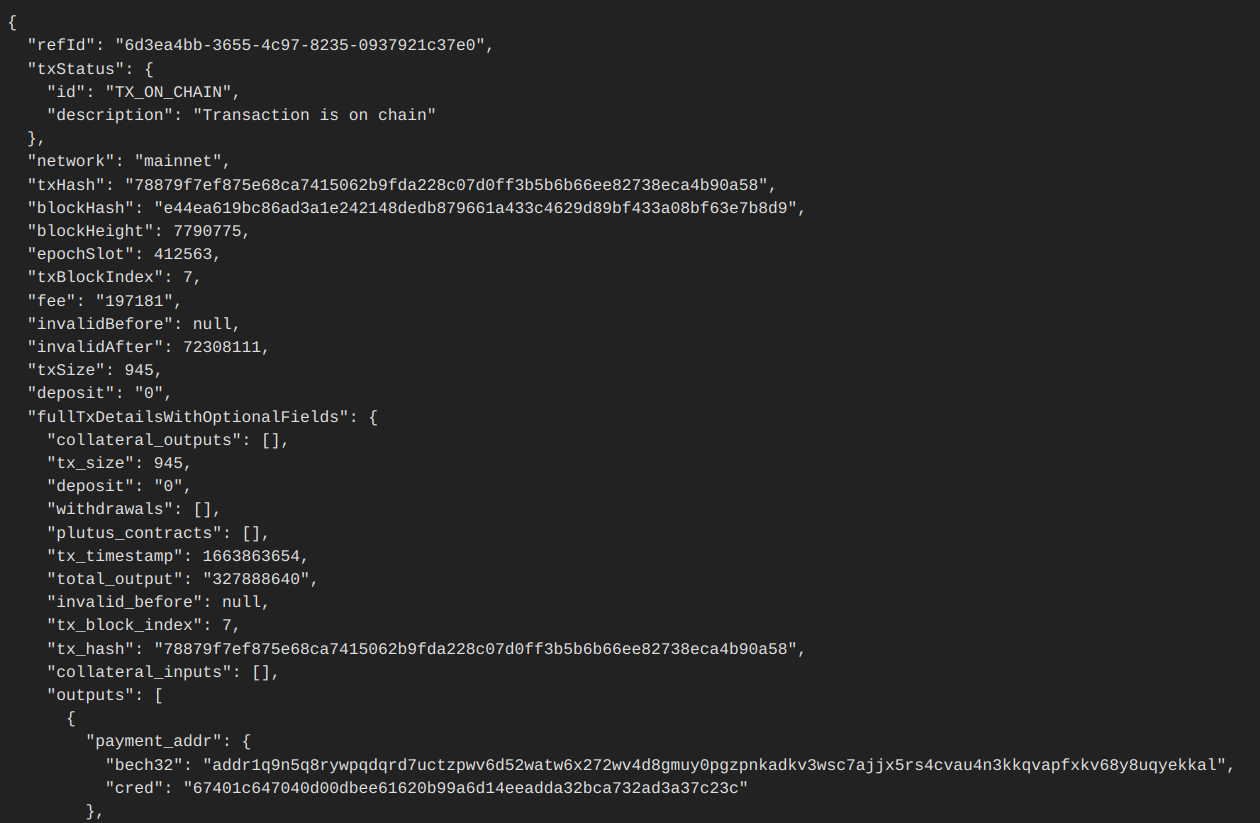 {
"refId": "6d3ea4bb-3655-4c97-8235-0937921c37e0",
"txStatus": {
"id": "TX_ON_CHAIN",
"description": "Transaction is on chain"
},
"network": "mainnet",
"txHash": "78879f7ef875e68ca7415062b9fda228c07d0ff3b5b6b66ee82738eca4b90a58",
"blockHash": "e44ea619bc86ad3a1e242148dedb879661a433c4629d89bf433a08bf63e7b8d9",
"blockHeight": 7790775,
"epochSlot": 412563,
"txBlockIndex": 7,
"fee": "197181",
"invalidBefore": null,
"invalidAfter": 72308111,
"txSize": 945,
"deposit": "0",
"fullTxDetailsWithOptionalFields": {
"collateral_outputs": [],
"tx_size": 945,
"deposit": "0",
"withdrawals": [],
"plutus_contracts": [],
"tx_timestamp": 1663863654,
"total_output": "327888640",
"invalid_before": null,
"tx_block_index": 7,
"tx_hash": "78879f7ef875e68ca7415062b9fda228c07d0ff3b5b6b66ee82738eca4b90a58",
"collateral_inputs": [],
"outputs": [
{
"payment_addr": {
"bech32": "addr1q9n5q8rywpqdqrd7uctzpwv6d52watw6x272wv4d8gmuy0pgzpnkadkv3wsc7ajjx5rs4cvau4n3kkqvapfxkv68y8uqyekkal",
"cred": "67401c647040d00dbee61620b99a6d14eeadda32bca732ad3a37c23c"
},